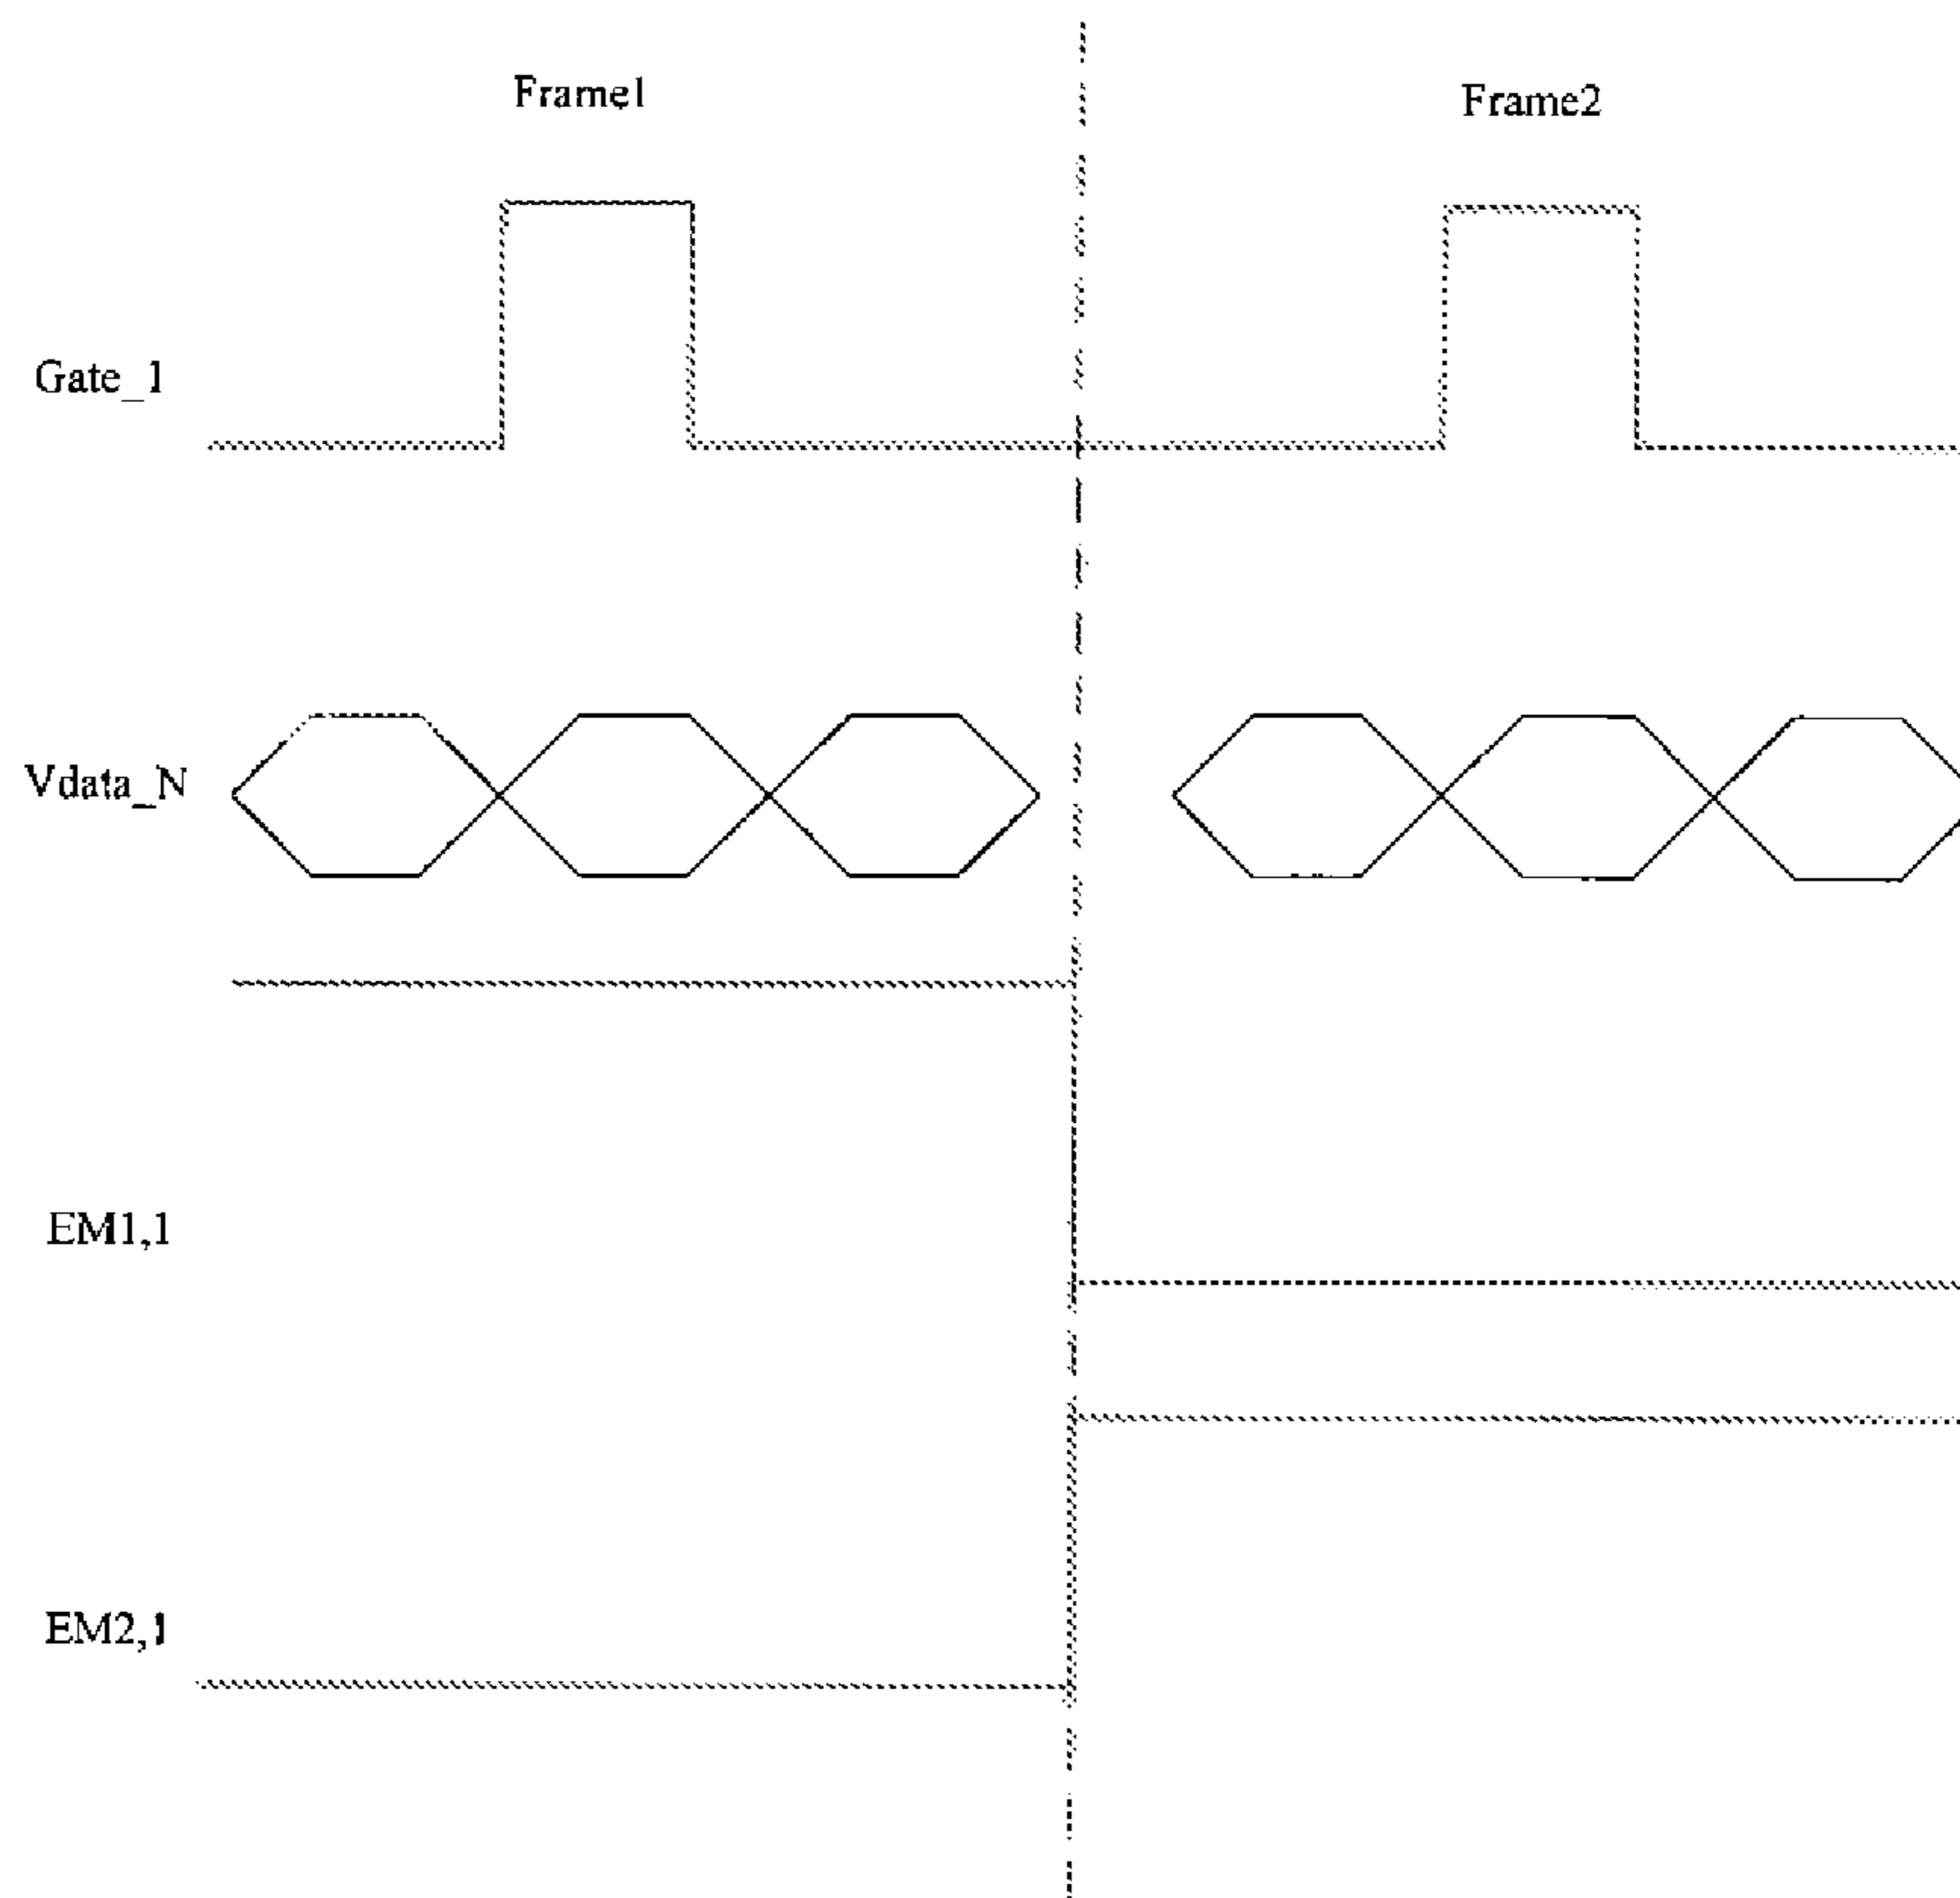 Frame1
Frame2
Gate_1
Vdata_N
EM1,1
EM2,1